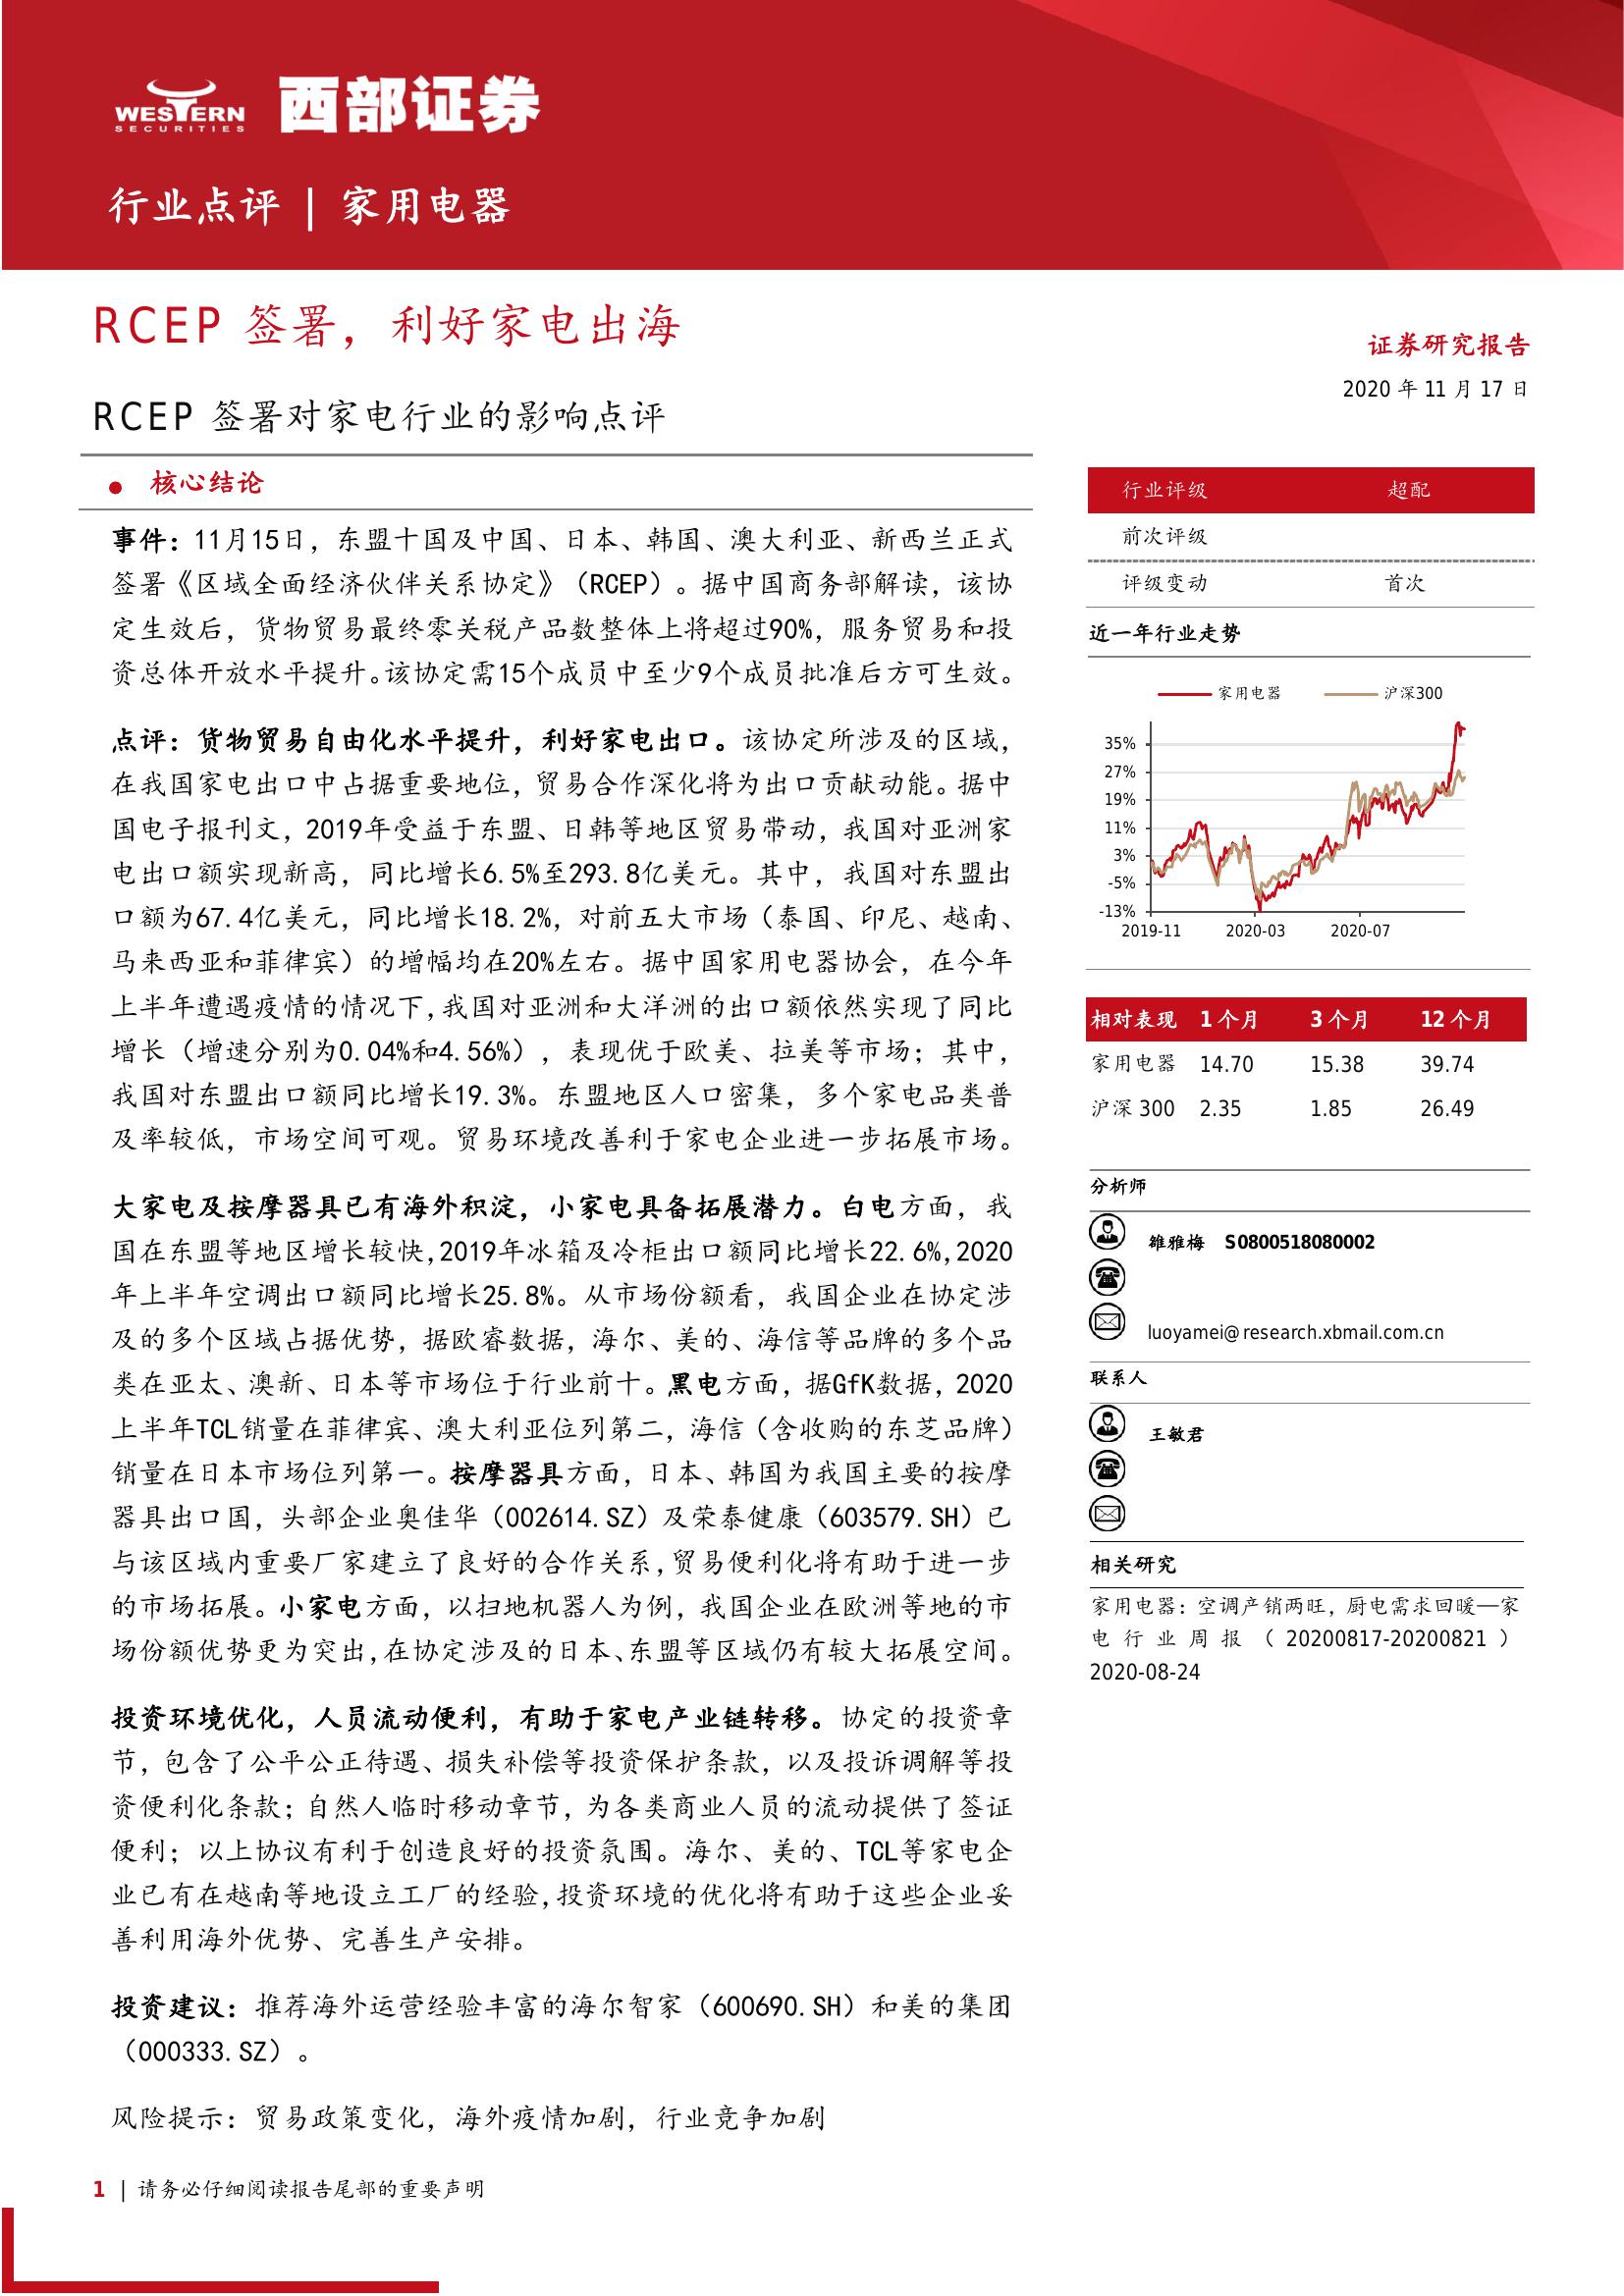 WESTERN
SECURITIES
西部证券
行业点评 | 家用电器
RCEP 签署，利好家电出海
RCEP 签署对家电行业的影响点评
● 核心结论
事件：11月15日，东盟十国及中国、日本、韩国、澳大利亚、新西兰正式
签署《区域全面经济伙伴关系协定》（RCEP）。据中国商务部解读，该协
定生效后，货物贸易最终零关税产品数整体上将超过90%，服务贸易和投
资总体开放水平提升。该协定需15个成员中至少9个成员批准后方可生效。
点评：货物贸易自由化水平提升，利好家电出口。该协定所涉及的区域，
在我国家电出口中占据重要地位，贸易合作深化将为出口贡献动能。据中
国电子报刊文，2019年受益于东盟、日韩等地区贸易带动，我国对亚洲家
电出口额实现新高，同比增长6.5%至293.8亿美元。其中，我国对东盟出
口额为67.4亿美元，同比增长18.2%，对前五大市场（泰国、印尼、越南、
马来西亚和菲律宾）的增幅均在20%左右。据中国家用电器协会，在今年
上半年遭遇疫情的情况下，我国对亚洲和大洋洲的出口额依然实现了同比
增长（增速分别为0.04%和4.56%），表现优于欧美、拉美等市场；其中，
我国对东盟出口额同比增长19.3%。东盟地区人口密集，多个家电品类普
及率较低，市场空间可观。贸易环境改善利于家电企业进一步拓展市场。
大家电及按摩器具已有海外积淀，小家电具备拓展潜力。白电方面，我
国在东盟等地区增长较快，2019年冰箱及冷柜出口额同比增长22.6%，2020
年上半年空调出口额同比增长25.8%。从市场份额看，我国企业在协定涉
及的多个区域占据优势，据欧睿数据，海尔、美的、海信等品牌的多个品
类在亚太、澳新、日本等市场位于行业前十。黑电方面，据GfK数据，2020
上半年TCL销量在菲律宾、澳大利亚位列第二，海信（含收购的东芝品牌）
销量在日本市场位列第一。按摩器具方面，日本、韩国为我国主要的按摩
器具出口国，头部企业奥佳华（002614.SZ）及荣泰健康（603579.SH）已
与该区域内重要厂家建立了良好的合作关系，贸易便利化将有助于进一步
的市场拓展。小家电方面，以扫地机器人为例，我国企业在欧洲等地的市
场份额优势更为突出，在协定涉及的日本、东盟等区域仍有较大拓展空间。
投资环境优化，人员流动便利，有助于家电产业链转移。协定的投资章
节，包含了公平公正待遇、损失补偿等投资保护条款，以及投诉调解等投
资便利化条款；自然人临时移动章节，为各类商业人员的流动提供了签证
便利；以上协议有利于创造良好的投资氛围。海尔、美的、TCL等家电企
业已有在越南等地设立工厂的经验，投资环境的优化将有助于这些企业妥
善利用海外优势、完善生产安排。
投资建议：推荐海外运营经验丰富的海尔智家（600690.SH）和美的集团
（000333.SZ）。
风险提示：贸易政策变化，海外疫情加剧，行业竞争加剧
证券研究报告
2020 年 11 月 17 日
行业评级 超配
前次评级
评级变动 首次
近一年行业走势
家用电器 沪深300
35%
27%
19%
11%
3%
-5%
-13%
2019-11 2020-03 2020-07
相对表现 1 个月 3 个月 12 个月
家用电器 14.70 15.38 39.74
沪深 300 2.35 1.85 26.49
分析师
雒雅梅 S0800518080002
luoyamei@research.xbmail.com.cn
联系人
王敏君
相关研究
家用电器：空调产销两旺，厨电需求回暖—家
电行业周报（20200817-20200821）
2020-08-24
1 | 请务必仔细阅读报告尾部的重要声明